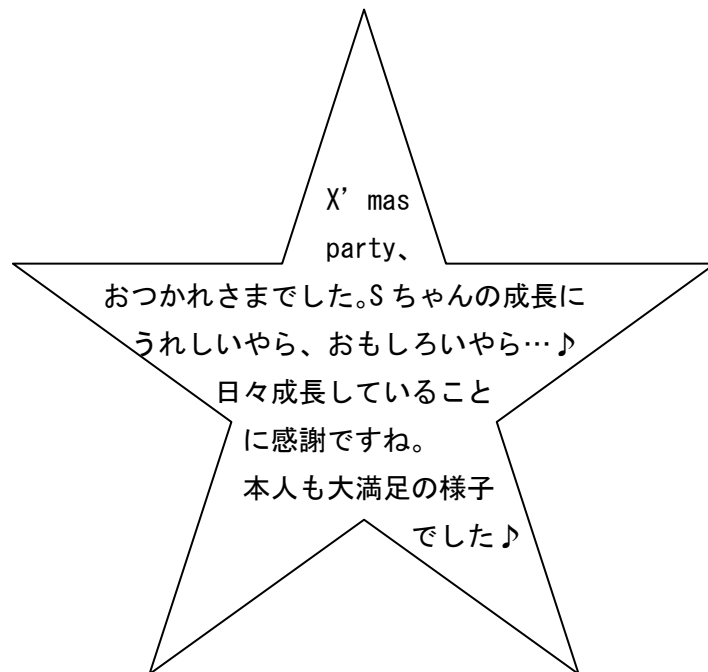 X’mas
party、
おつかれさまでした。Sちゃんの成長に
うれしいやら、おもしろいやら…♪
日々成長していること
に感謝ですね。
本人も大満足の様子
でした♪